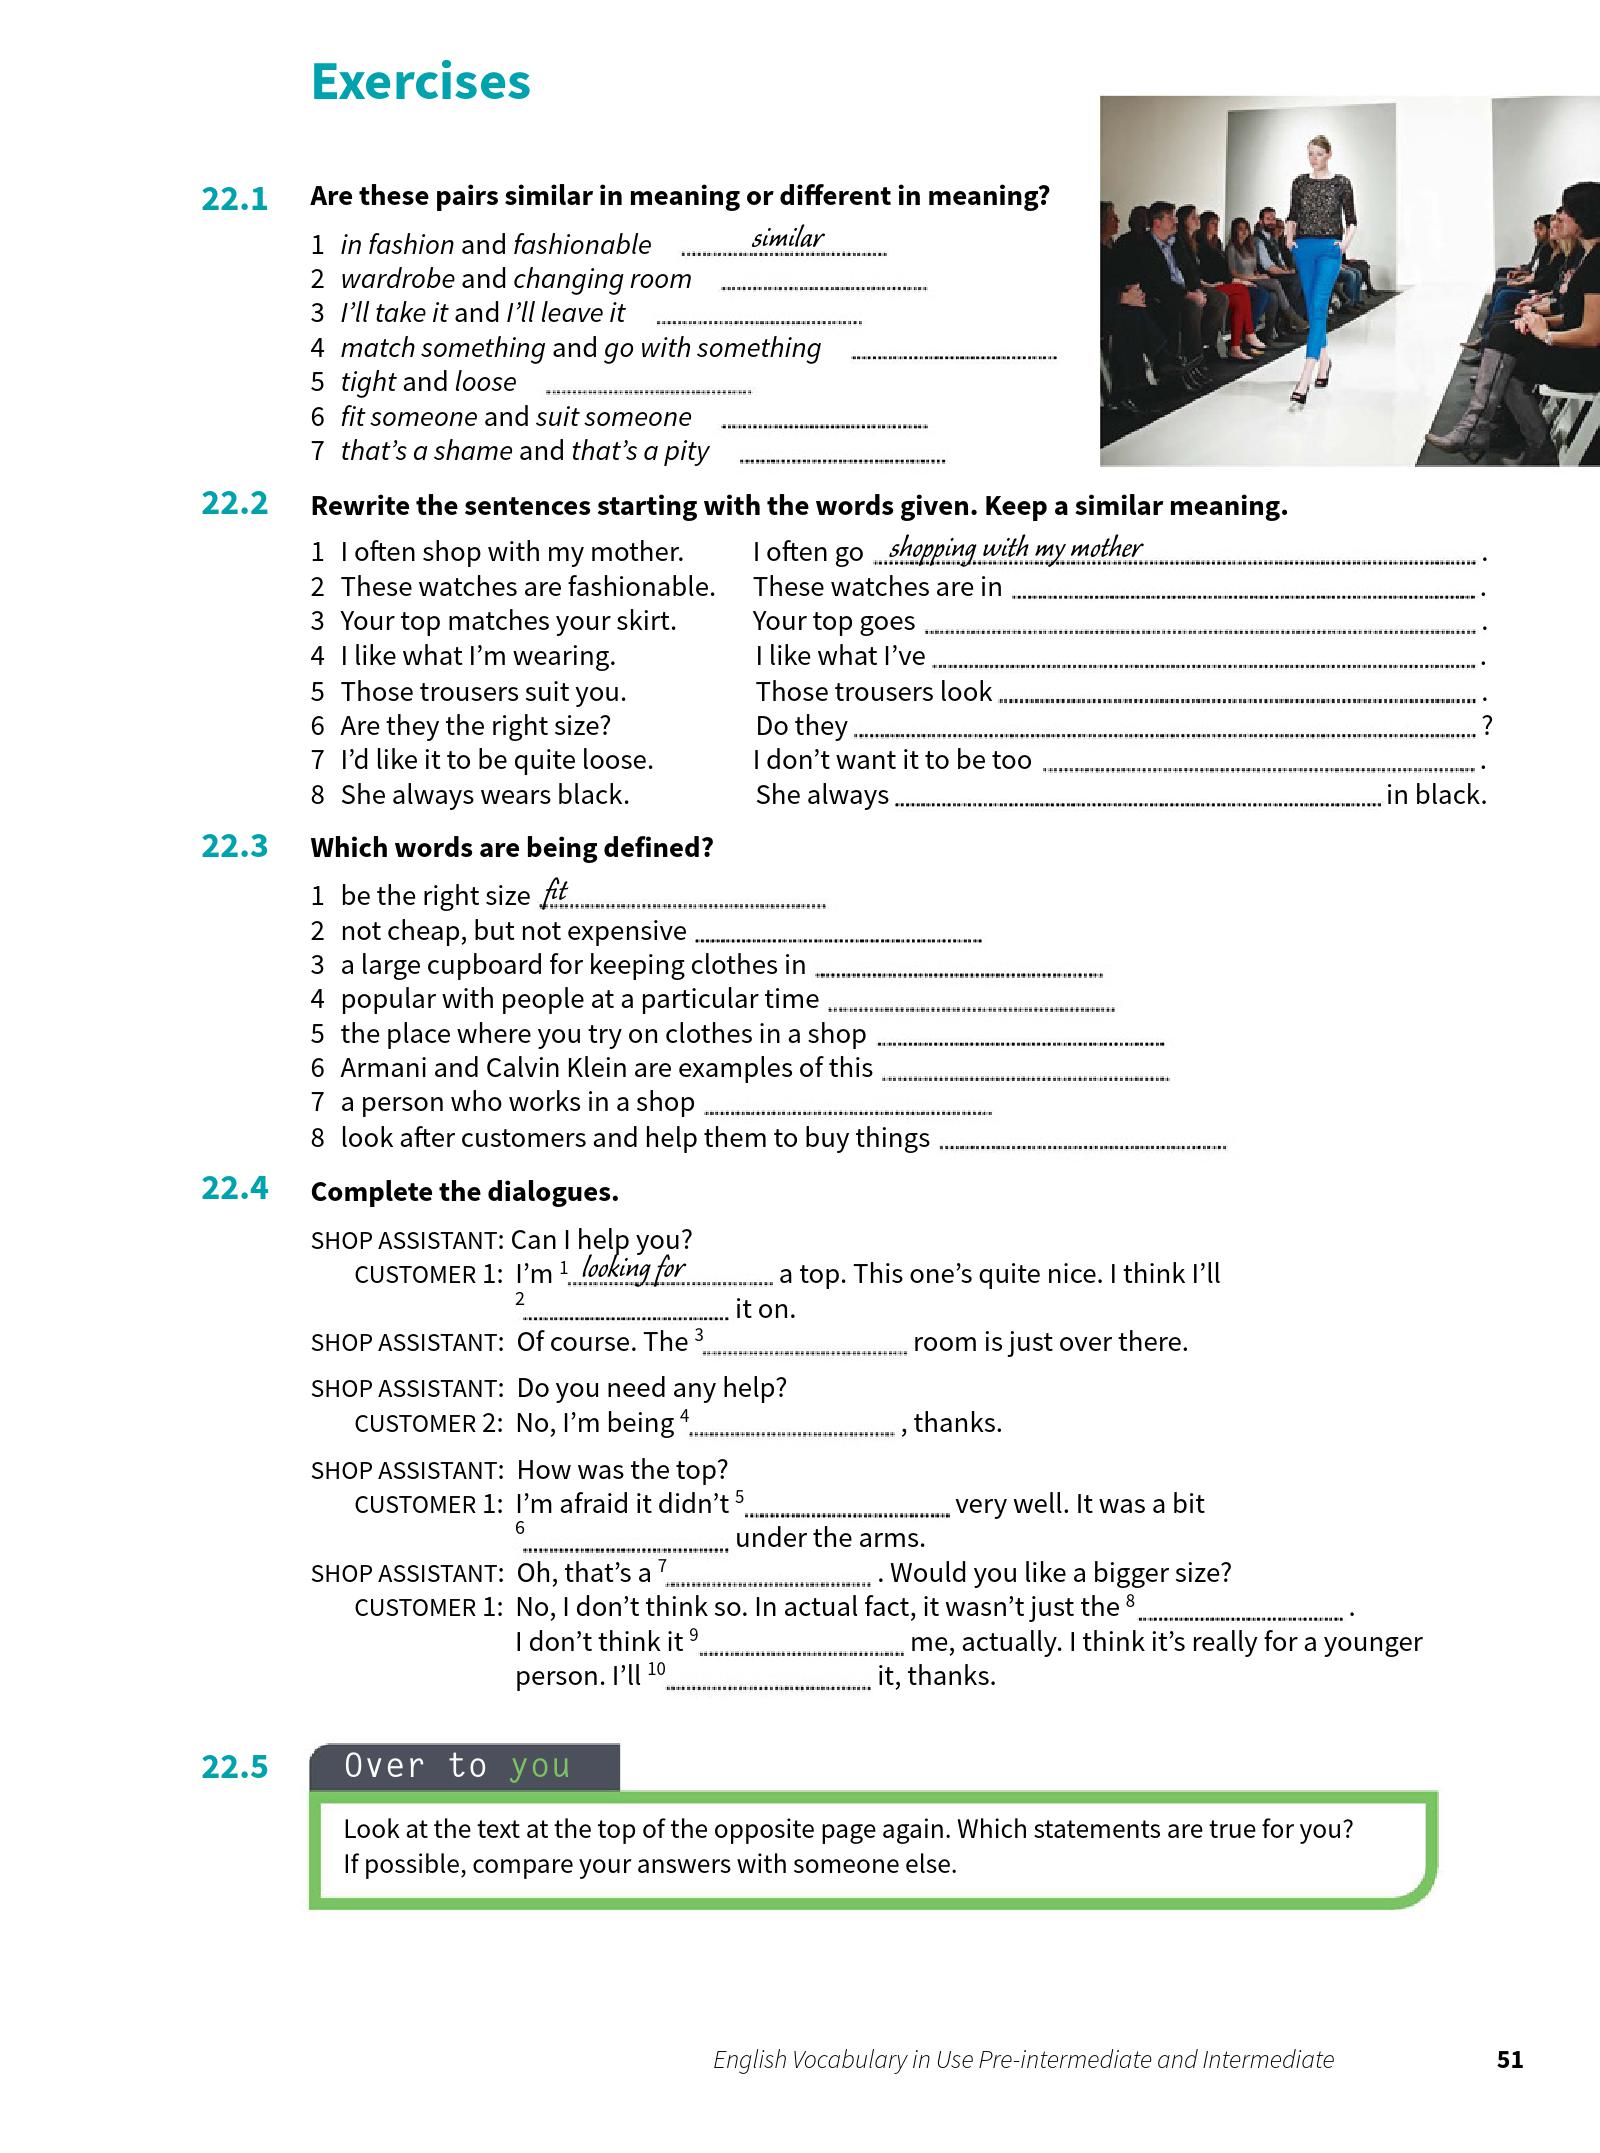 Exercises
22.1 Are these pairs similar in meaning or different in meaning?
1 in fashion and fashionable similar
2 wardrobe and changing room
3 I'll take it and I'll leave it
4 match something and go with something
5 tight and loose
6 fit someone and suit someone
7 that's a shame and that's a pity
22.2 Rewrite the sentences starting with the words given. Keep a similar meaning.
1 I often shop with my mother. I often go shopping with my mother .
2 These watches are fashionable. These watches are in .
3 Your top matches your skirt. Your top goes .
4 I like what I'm wearing. I like what I've .
5 Those trousers suit you. Those trousers look .
6 Are they the right size? Do they ?
7 I'd like it to be quite loose. I don't want it to be too .
8 She always wears black. She always in black.
22.3 Which words are being defined?
1 be the right size fit
2 not cheap, but not expensive
3 a large cupboard for keeping clothes in
4 popular with people at a particular time
5 the place where you try on clothes in a shop
6 Armani and Calvin Klein are examples of this
7 a person who works in a shop
8 look after customers and help them to buy things
22.4 Complete the dialogues.
SHOP ASSISTANT: Can I help you?
CUSTOMER 1: I'm 1 looking for a top. This one's quite nice. I think I'll
2 it on.
SHOP ASSISTANT: Of course. The 3 room is just over there.
SHOP ASSISTANT: Do you need any help?
CUSTOMER 2: No, I'm being 4 , thanks.
SHOP ASSISTANT: How was the top?
CUSTOMER 1: I'm afraid it didn't 5 very well. It was a bit
6 under the arms.
SHOP ASSISTANT: Oh, that's a 7 . Would you like a bigger size?
CUSTOMER 1: No, I don't think so. In actual fact, it wasn't just the 8 .
I don't think it 9 me, actually. I think it's really for a younger
person. I'll 10 it, thanks.
22.5 Over to you
Look at the text at the top of the opposite page again. Which statements are true for you?
If possible, compare your answers with someone else.
English Vocabulary in Use Pre-intermediate and Intermediate 51